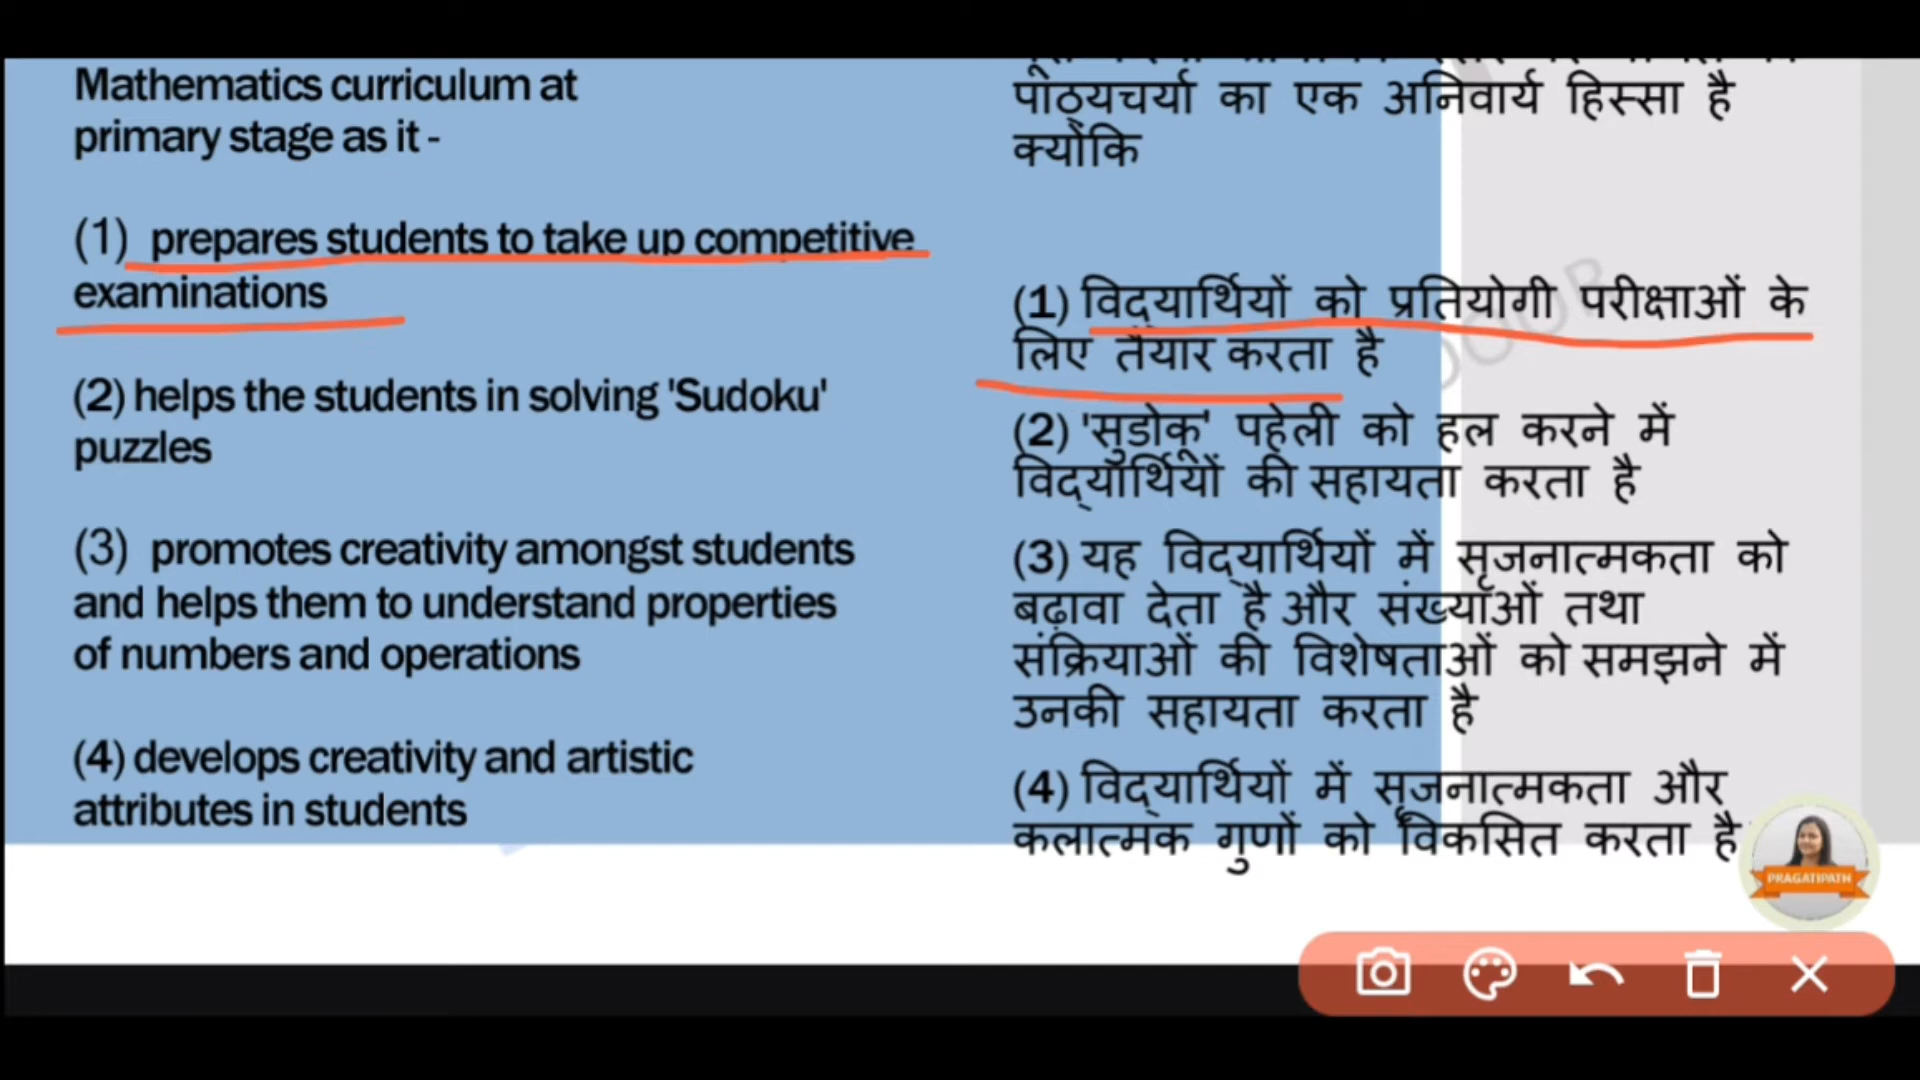 Mathematics curriculum at
primary stage as it -
(1) prepares students to take up competitive
examinations
(2) helps the students in solving 'Sudoku'
puzzles
(3) promotes creativity amongst students
and helps them to understand properties
of numbers and operations
(4) develops creativity and artistic
attributes in students
पाठ्यचर्या का एक अनिवार्य हिस्सा है
क्योंकि
(1) विद्यार्थियों को प्रतियोगी परीक्षाओं के
लिए तैयार करता है
(2) 'सुडोकू' पहेली को हल करने में
विद्यार्थियों की सहायता करता है
(3) यह विद्यार्थियों में सृजनात्मकता को
बढ़ावा देता है और संख्याओं तथा
संक्रियाओं की विशेषताओं को समझने में
उनकी सहायता करता है
(4) विद्यार्थियों में सृजनात्मकता और
कलात्मक गुणों को विकसित करता है
PRAGATIPATH